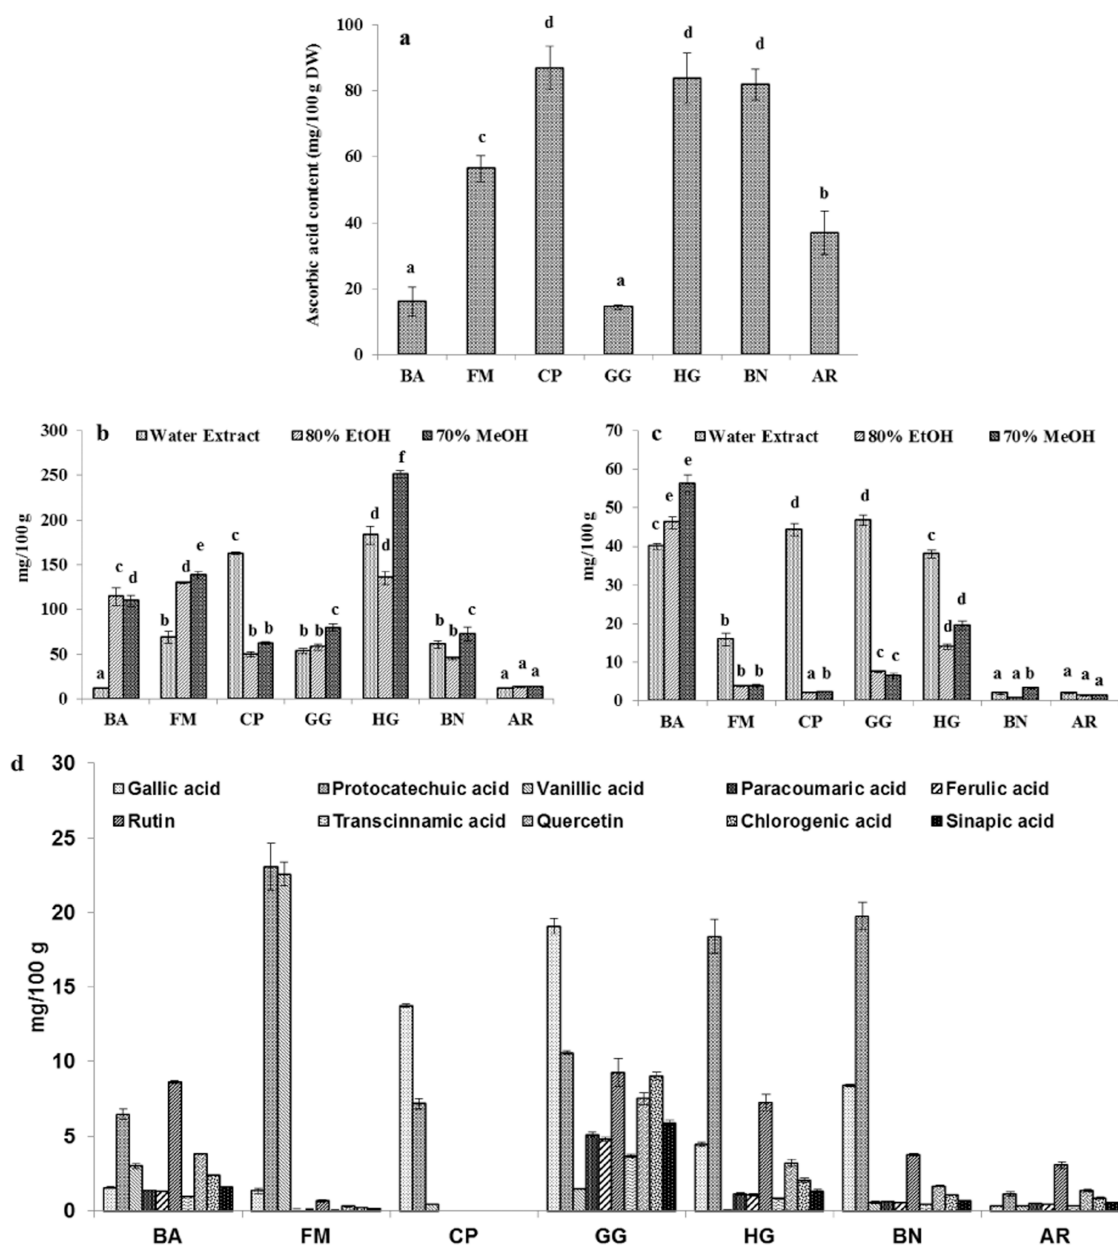 a
Ascorbic acid content (mg/100 g DW)
100
80
60
40
20
0
a
c
d
a
d
d
b
BA FM CP GG HG BN AR
b
Water Extract 80% EtOH 70% MeOH
mg/100 g
300
250
200
150
100
50
0
a c d
b d e
c b b
b b c
d d f
b b c
a a a
BA FM CP GG HG BN AR
c
Water Extract 80% EtOH 70% MeOH
mg/100 g
70
60
50
40
30
20
10
0
c e e
b b b
d a b
d c c
c d d
a a b
a a a
BA FM CP GG HG BN AR
d
Gallic acid Protocatechuic acid Vanillic acid Paracoumaric acid Ferulic acid
Rutin Transcinnamic acid Quercetin Chlorogenic acid Sinapic acid
mg/100 g
30
25
20
15
10
5
0
BA FM CP GG HG BN AR